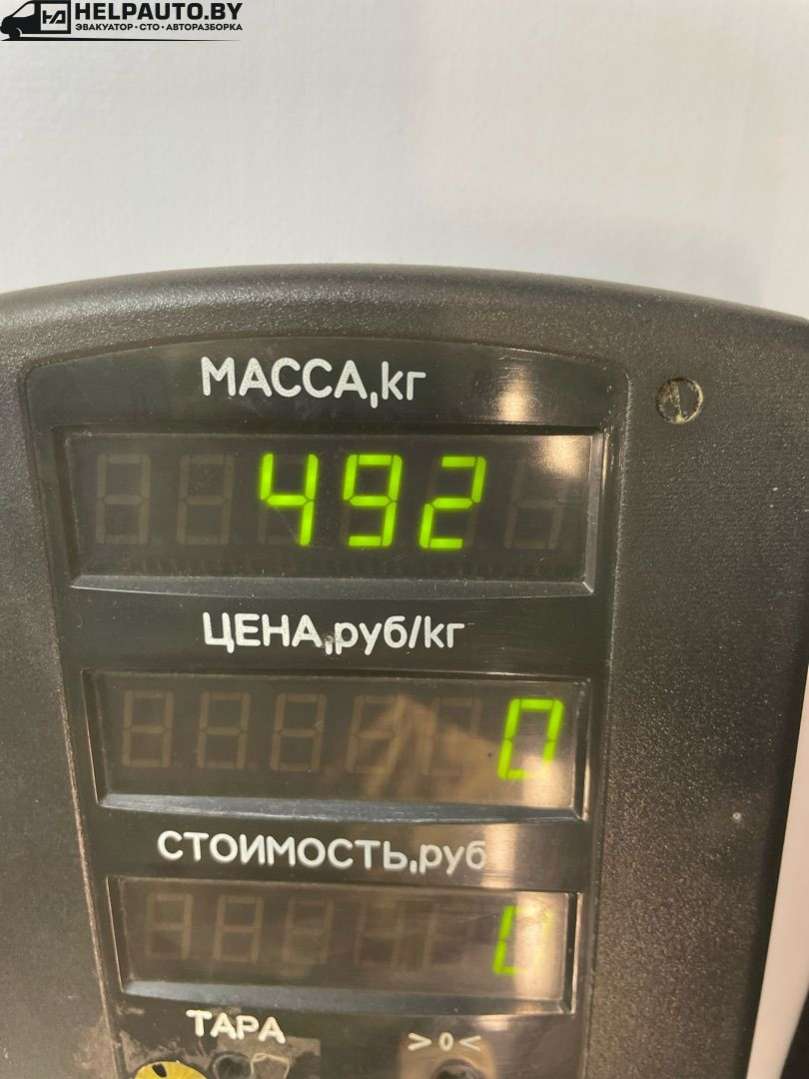 HELPAUTO.BY
ЭВАКУАТОР · СТО · АВТОРАЗБОРКА
МАССА,кг
492
ЦЕНА,руб/кг
0
СТОИМОСТЬ,руб
0
ТАРА >0<